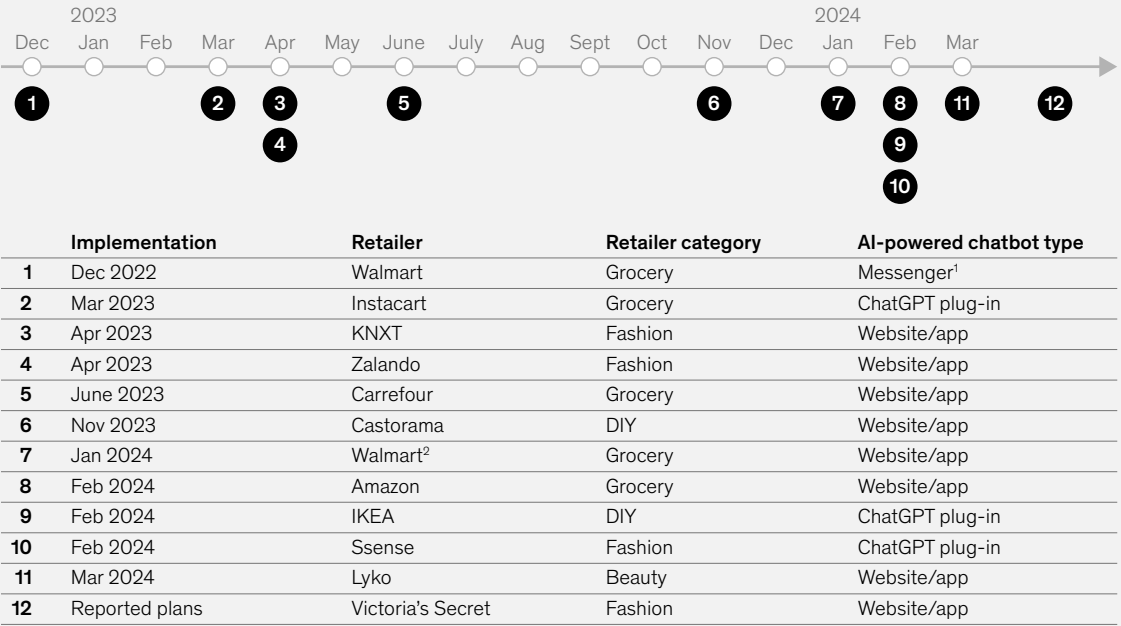 2023 2024
Dec Jan Feb Mar Apr May June July Aug Sept Oct Nov Dec Jan Feb Mar
1 2 3 5 6 7 8 11 12
4 9
10
Implementation Retailer Retailer category AI-powered chatbot type
1 Dec 2022 Walmart Grocery Messenger¹
2 Mar 2023 Instacart Grocery ChatGPT plug-in
3 Apr 2023 KNXT Fashion Website/app
4 Apr 2023 Zalando Fashion Website/app
5 June 2023 Carrefour Grocery Website/app
6 Nov 2023 Castorama DIY Website/app
7 Jan 2024 Walmart² Grocery Website/app
8 Feb 2024 Amazon Grocery Website/app
9 Feb 2024 IKEA DIY ChatGPT plug-in
10 Feb 2024 Ssense Fashion ChatGPT plug-in
11 Mar 2024 Lyko Beauty Website/app
12 Reported plans Victoria's Secret Fashion Website/app